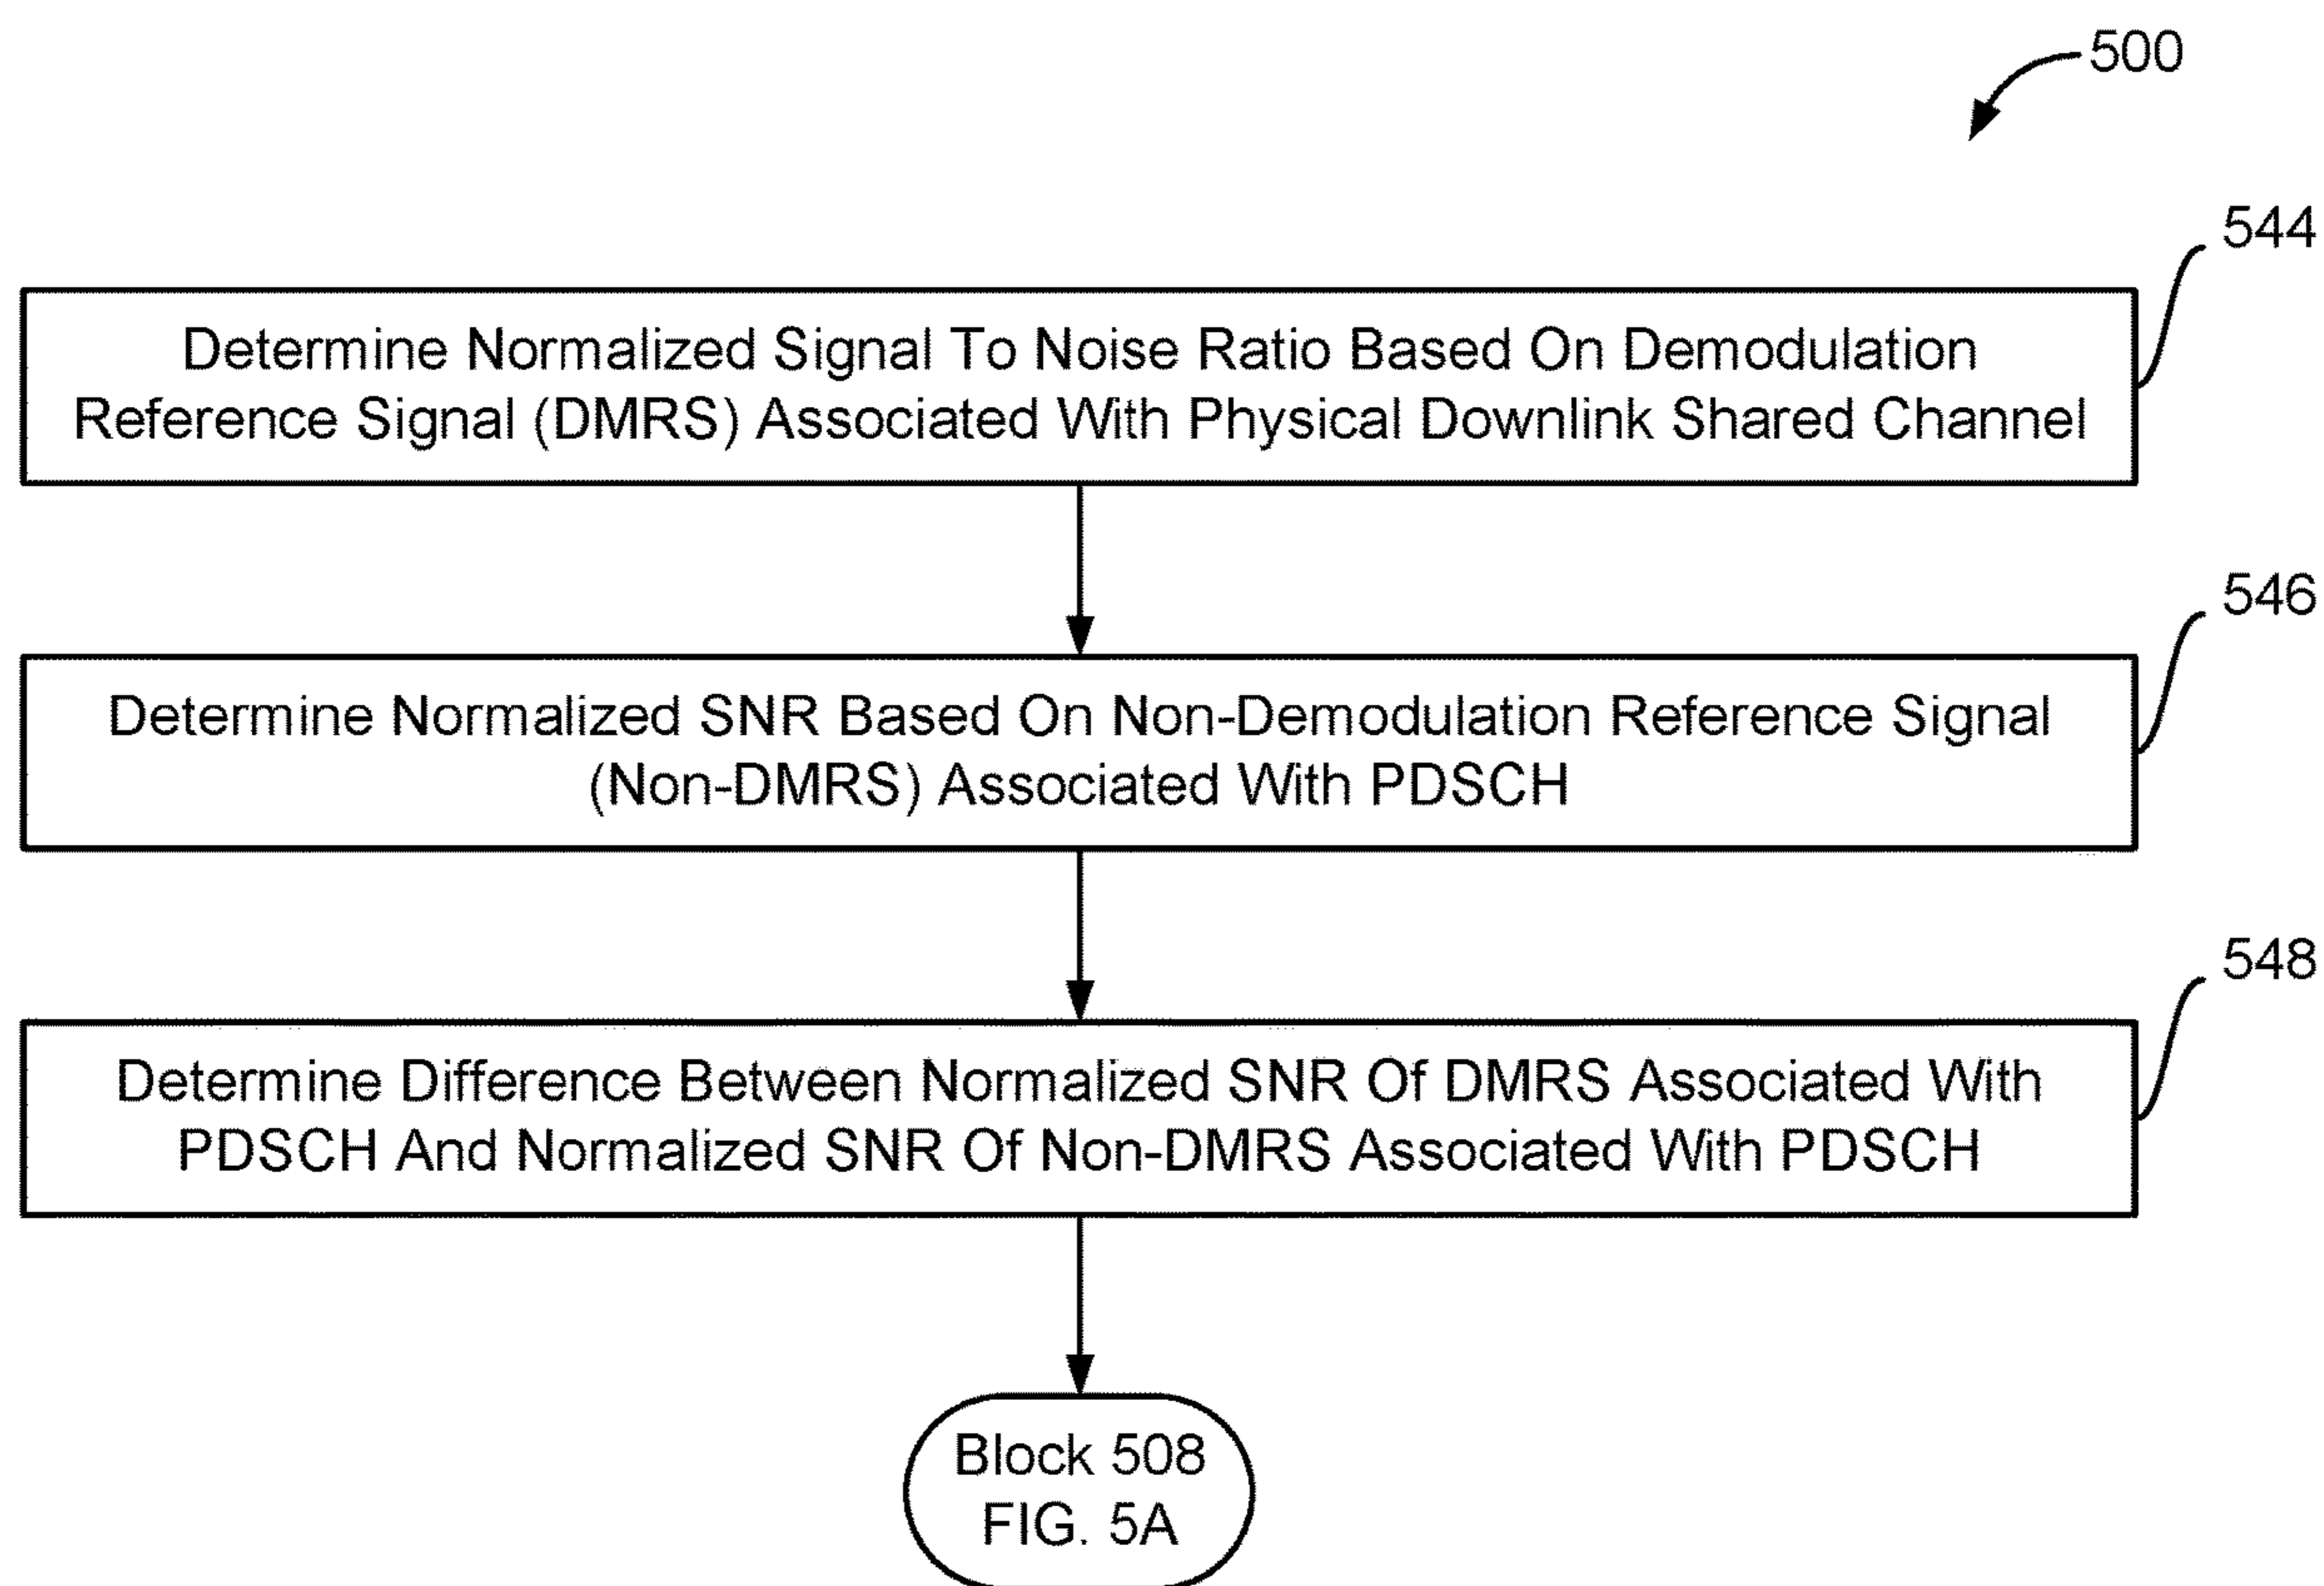 500
544
Determine Normalized Signal To Noise Ratio Based On Demodulation
Reference Signal (DMRS) Associated With Physical Downlink Shared Channel
546
Determine Normalized SNR Based On Non-Demodulation Reference Signal
(Non-DMRS) Associated With PDSCH
548
Determine Difference Between Normalized SNR Of DMRS Associated With
PDSCH And Normalized SNR Of Non-DMRS Associated With PDSCH
Block 508
FIG. 5A